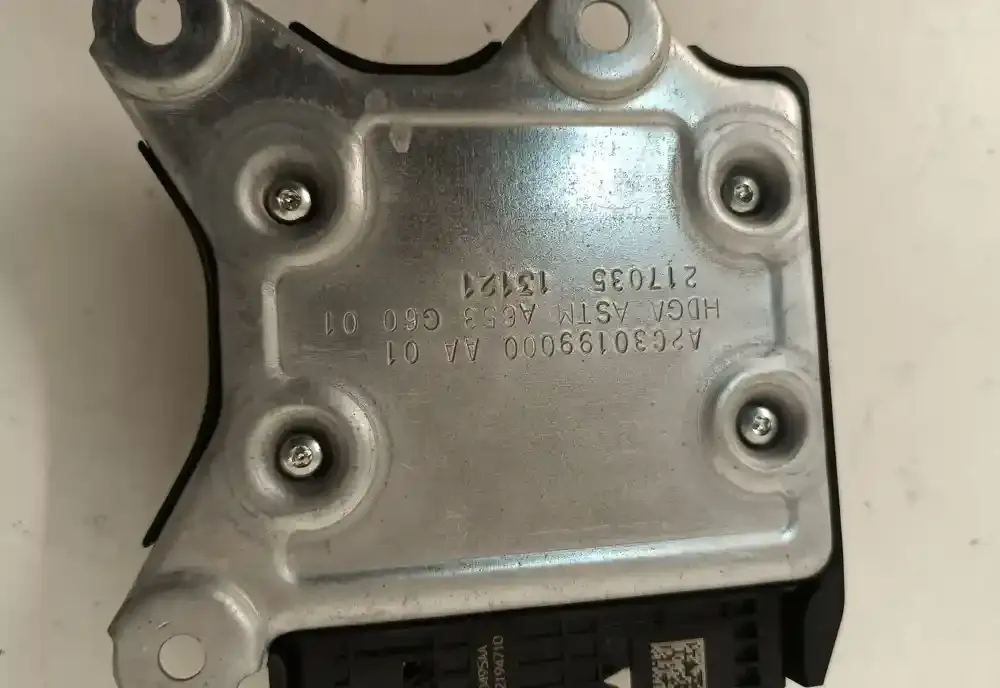 A2C30199000 AA 01
HDGA ASTM A653 G60 01
217035 13121